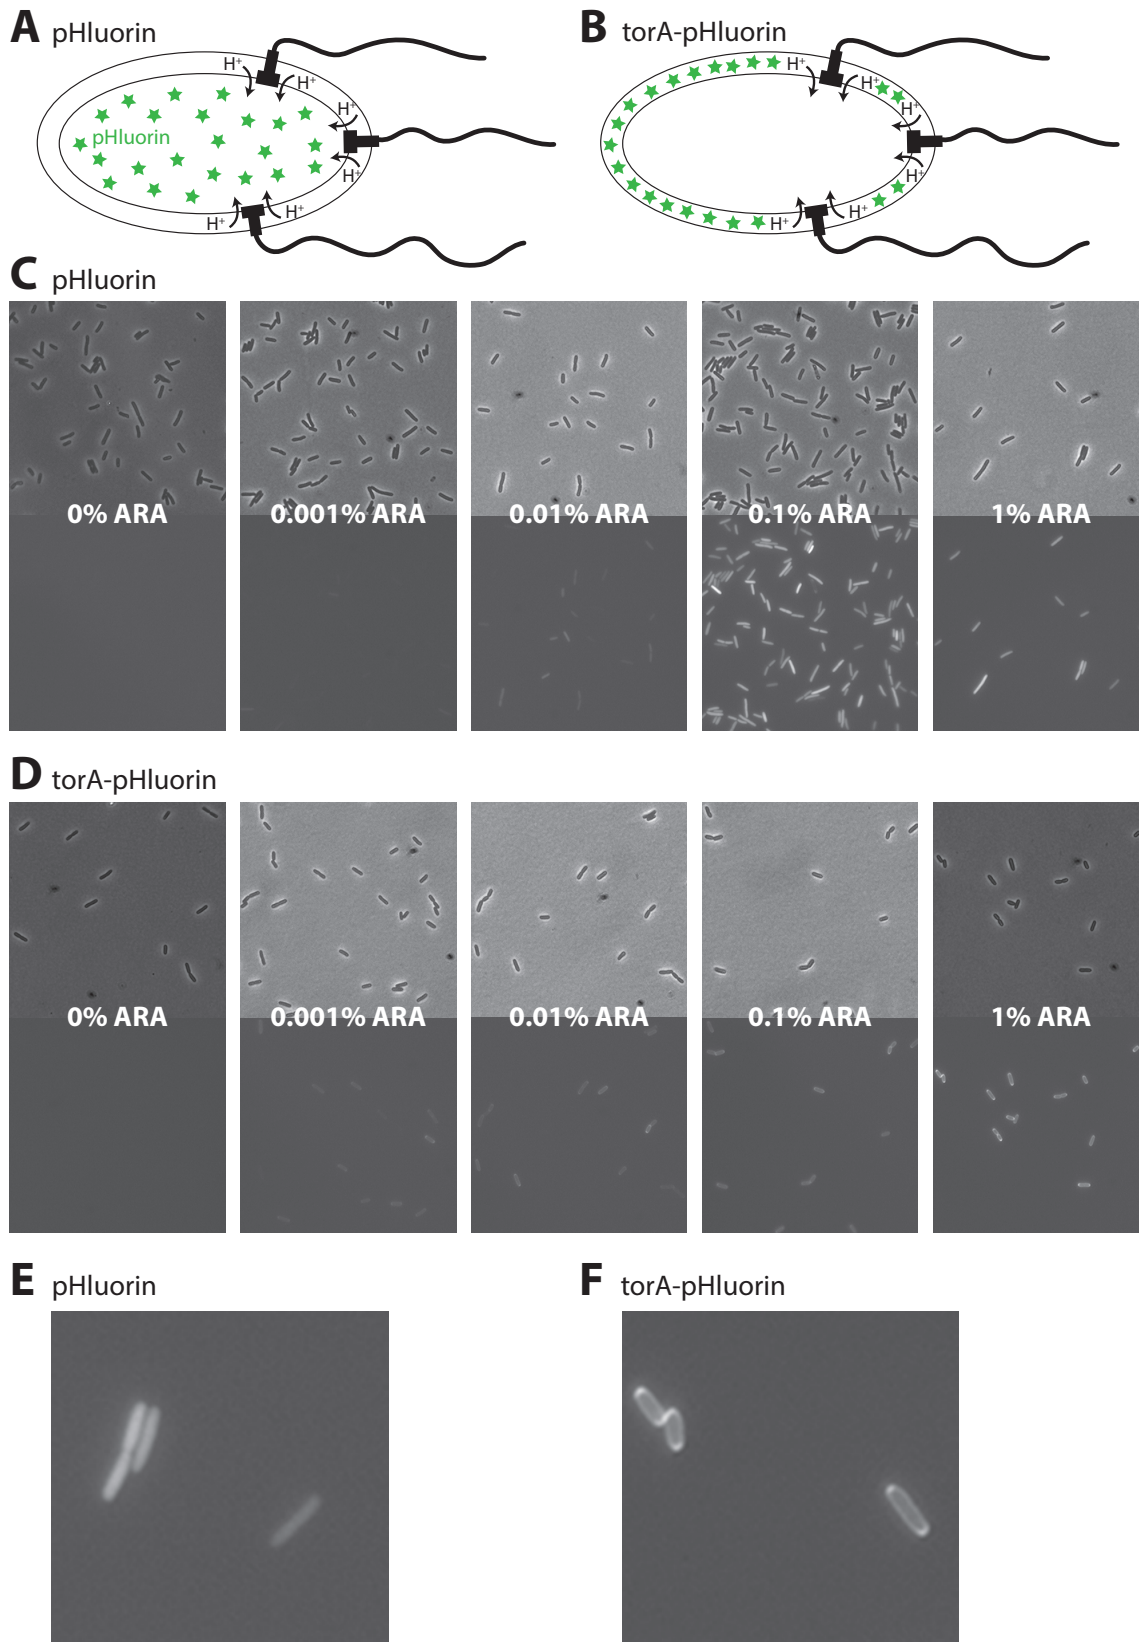 A pHluorin
H⁺
H⁺
H⁺
pHluorin
H⁺
H⁺
H⁺
B torA-pHluorin
H⁺
H⁺
H⁺
H⁺
H⁺
H⁺
C pHluorin
0% ARA
0.001% ARA
0.01% ARA
0.1% ARA
1% ARA
D torA-pHluorin
0% ARA
0.001% ARA
0.01% ARA
0.1% ARA
1% ARA
E pHluorin
F torA-pHluorin